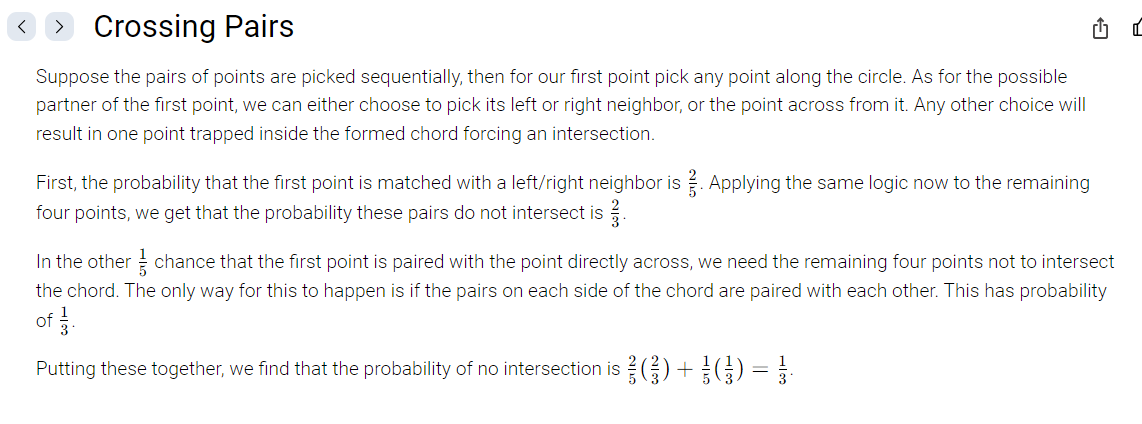 Crossing Pairs
Suppose the pairs of points are picked sequentially, then for our first point pick any point along the circle. As for the possible
partner of the first point, we can either choose to pick its left or right neighbor, or the point across from it. Any other choice will
result in one point trapped inside the formed chord forcing an intersection.
First, the probability that the first point is matched with a left/right neighbor is 2/5. Applying the same logic now to the remaining
four points, we get that the probability these pairs do not intersect is 2/3.
In the other 1/5 chance that the first point is paired with the point directly across, we need the remaining four points not to intersect
the chord. The only way for this to happen is if the pairs on each side of the chord are paired with each other. This has probability
of 1/3.
Putting these together, we find that the probability of no intersection is 2/5(2/3) + 1/5(1/3) = 1/3.